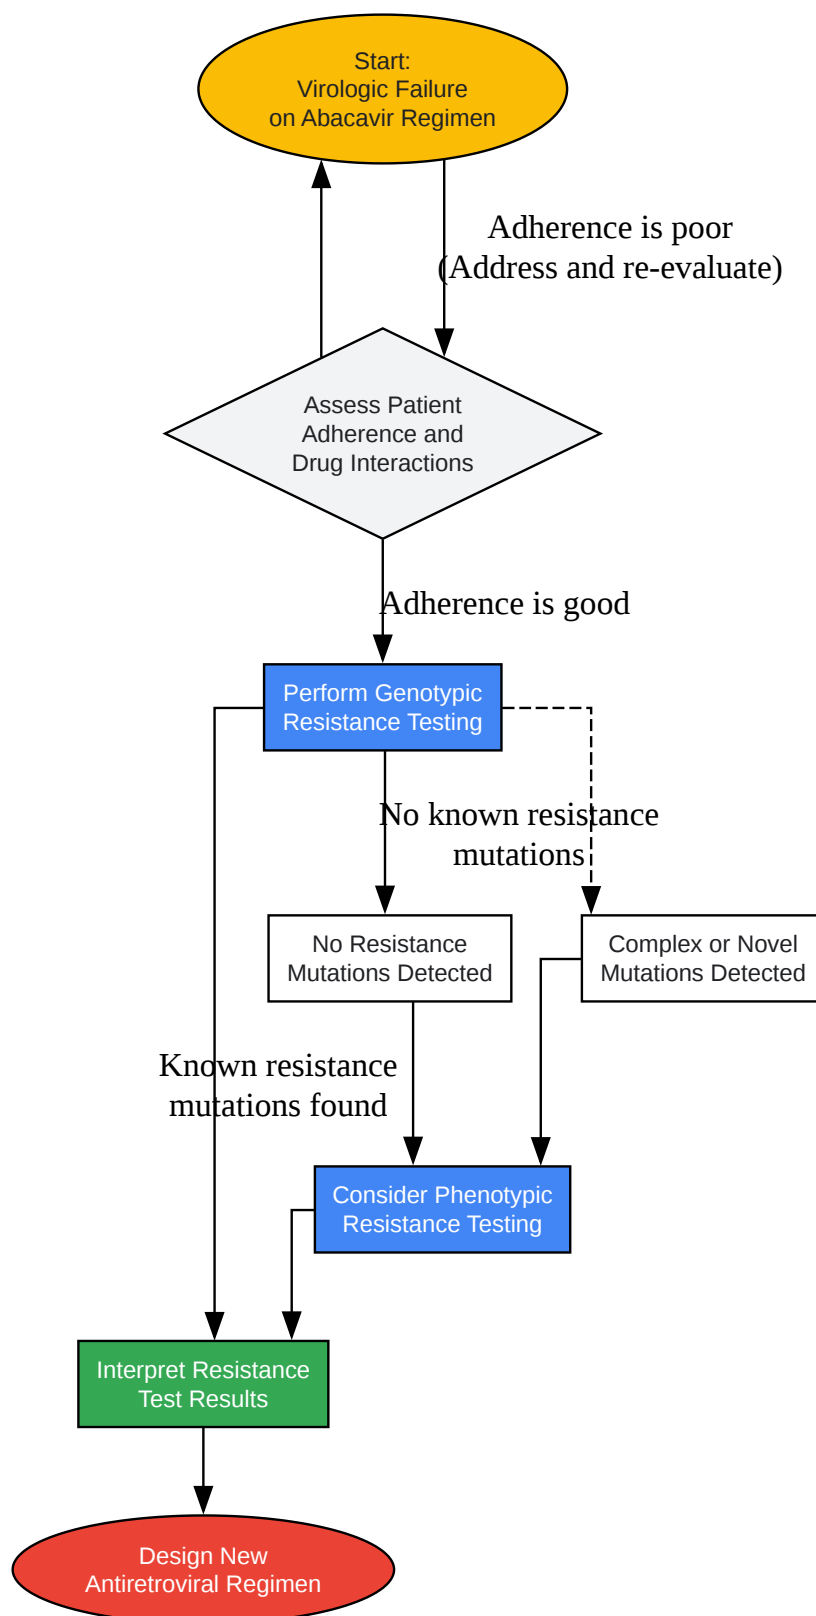 Start:
Virologic Failure
on Abacavir Regimen
Adherence is poor
(Address and re-evaluate)
Assess Patient
Adherence and
Drug Interactions
Adherence is good
Perform Genotypic
Resistance Testing
No known resistance
mutations
No Resistance
Mutations Detected
Complex or Novel
Mutations Detected
Known resistance
mutations found
Consider Phenotypic
Resistance Testing
Interpret Resistance
Test Results
Design New
Antiretroviral Regimen